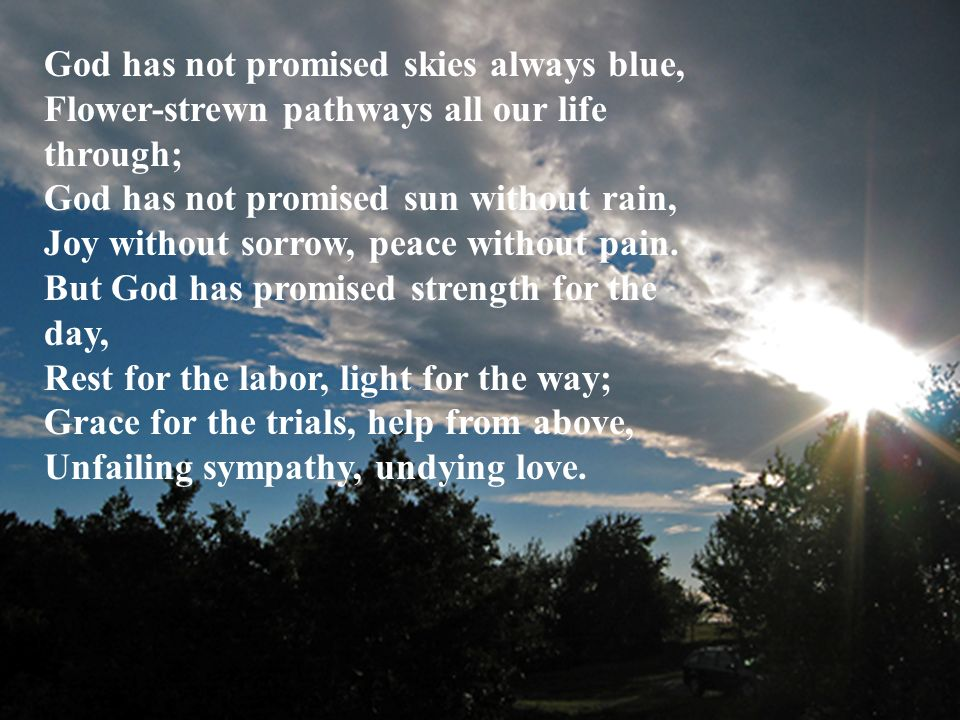 God has not promised skies always blue,
Flower-strewn pathways all our life
through;
God has not promised sun without rain,
Joy without sorrow, peace without pain.
But God has promised strength for the
day,
Rest for the labor, light for the way;
Grace for the trials, help from above,
Unfailing sympathy, undying love.